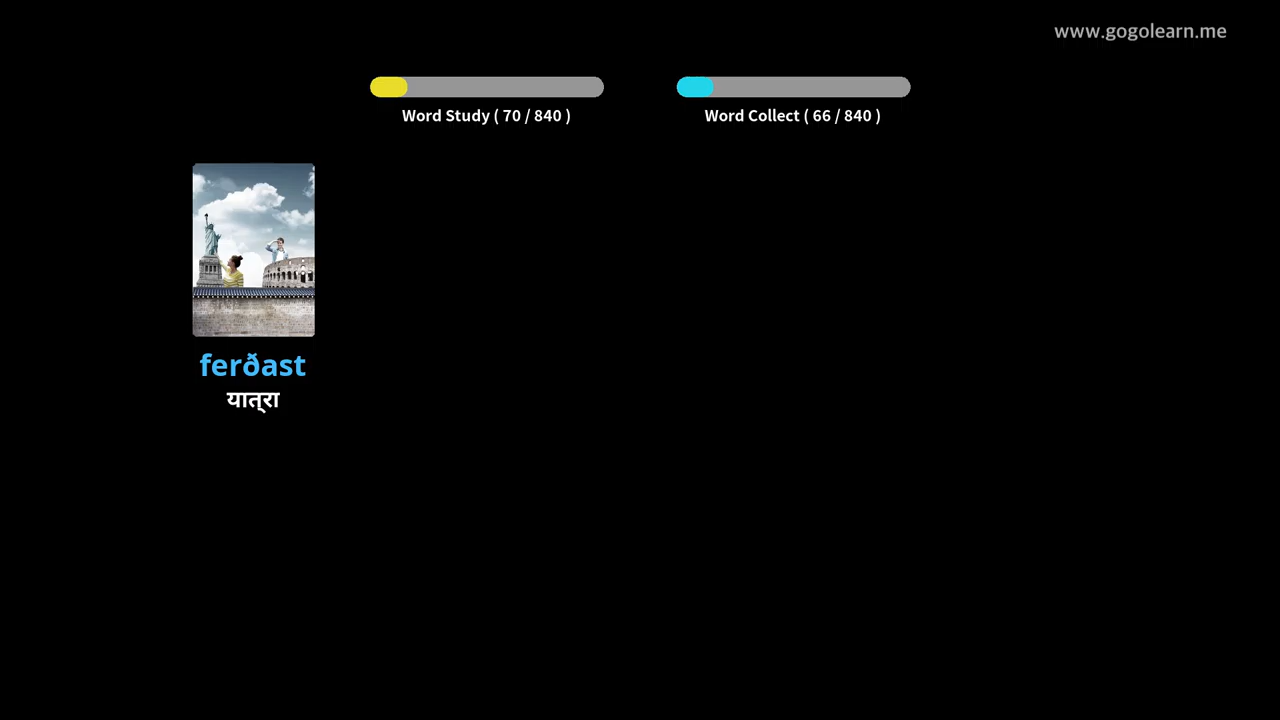 www.gogolearn.me
Word Study ( 70 / 840 )
Word Collect ( 66 / 840 )
ferðast
यात्रा